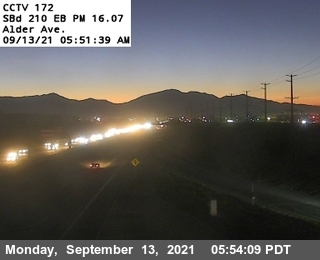 CCTV 172
SBd 210 EB PM 16.07
Alder Ave.
09/13/21 05:51:39 AM
Monday, September 13, 2021 05:54:09 PDT